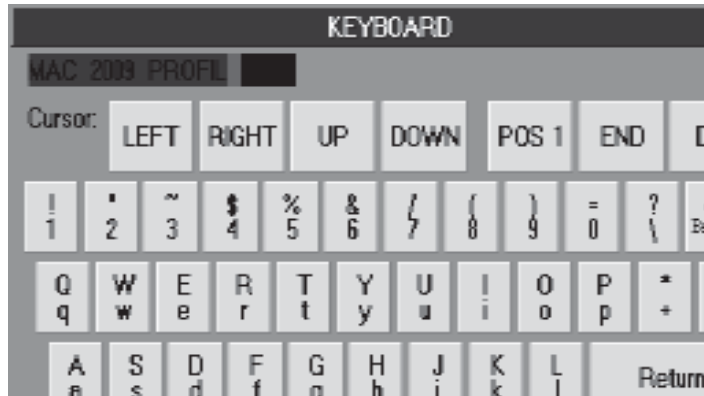 KEYBOARD
MAC 2009 PROFIL
Cursor: LEFT RIGHT UP DOWN POS 1 END
! " ~ $ % & / ( ) = ?
1 2 3 4 5 6 7 8 9 0 \
Q W E R T Y U I O P *
q w e r t y u i o p +
A S D F G H J K L Return
a s d f g h j k l